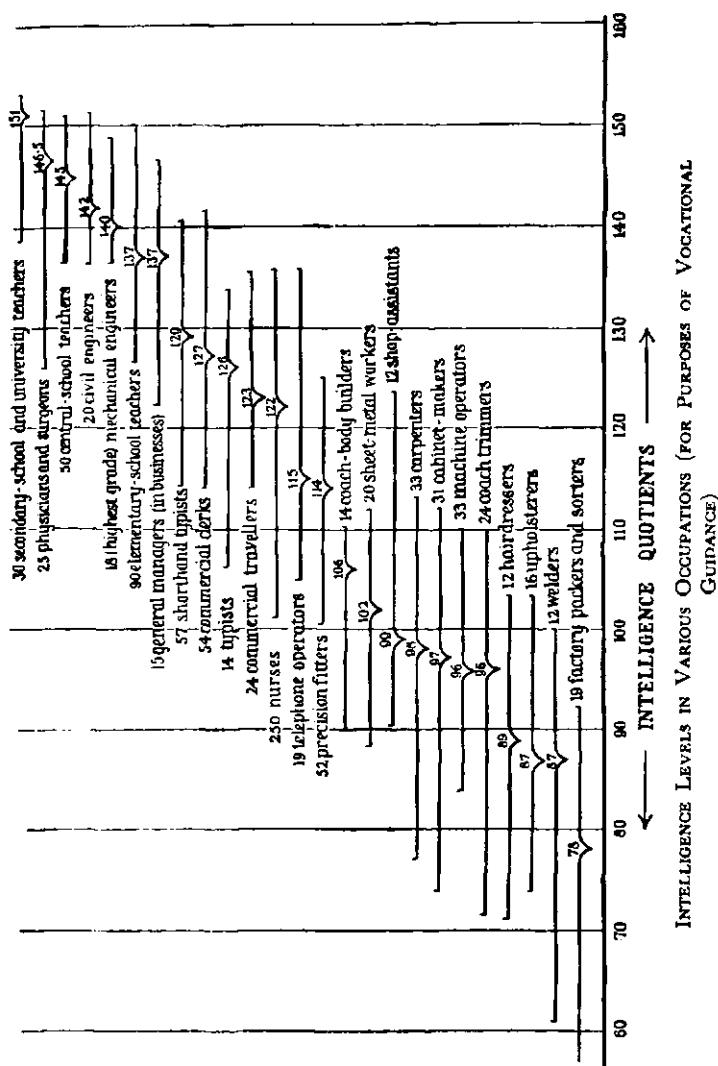 30 secondary-school and university teachers
151
25 physicians and surgeons
146·5
50 central-school teachers
145
20 civil engineers
142
18 (highest grade) mechanical engineers
140
90 elementary-school teachers
137
15 general managers (in businesses)
137
57 shorthand typists
129
54 commercial clerks
127
14 typists
126
24 commercial travellers
123
250 nurses
122
19 telephone operators
115
52 precision fitters
114
14 coach-body builders
106
20 sheet-metal workers
102
12 shop-assistants
99
33 carpenters
98
31 cabinet-makers
97
33 machine operators
96
24 coach trimmers
96
12 hairdressers
89
16 upholsterers
87
12 welders
87
19 factory packers and sorters
78
60 70 80 90 100 110 120 130 140 150 160
← INTELLIGENCE QUOTIENTS →
INTELLIGENCE LEVELS IN VARIOUS OCCUPATIONS (FOR PURPOSES OF VOCATIONAL
GUIDANCE)